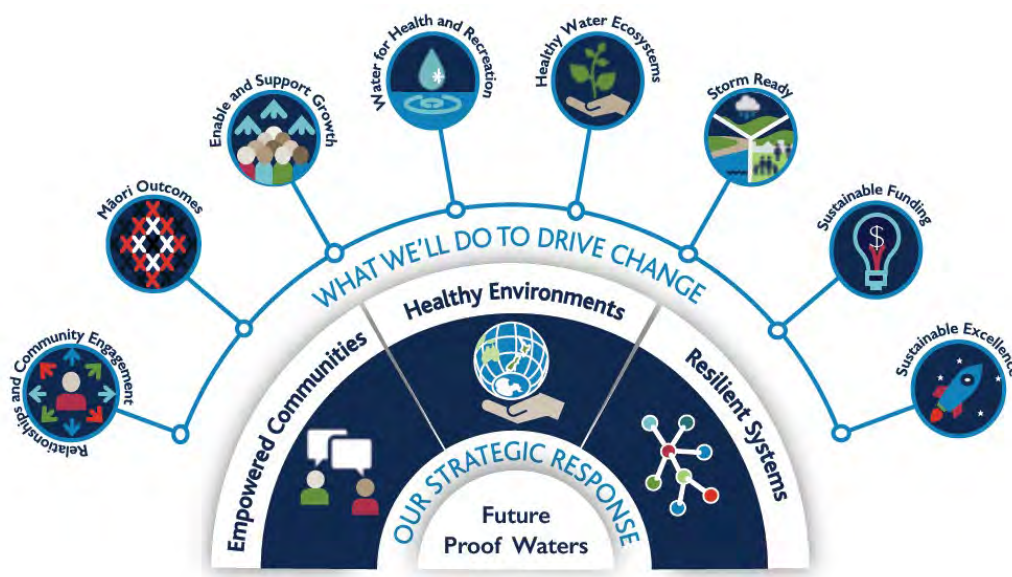 Relationships and Community Engagement
Māori Outcomes
Enable and Support Growth
Water for Health and Recreation
Healthy Water Ecosystems
Storm Ready
Sustainable Funding
$
Sustainable Excellence
WHAT WE'LL DO TO DRIVE CHANGE
Empowered Communities
Healthy Environments
Resilient Systems
OUR STRATEGIC RESPONSE
Future
Proof Waters